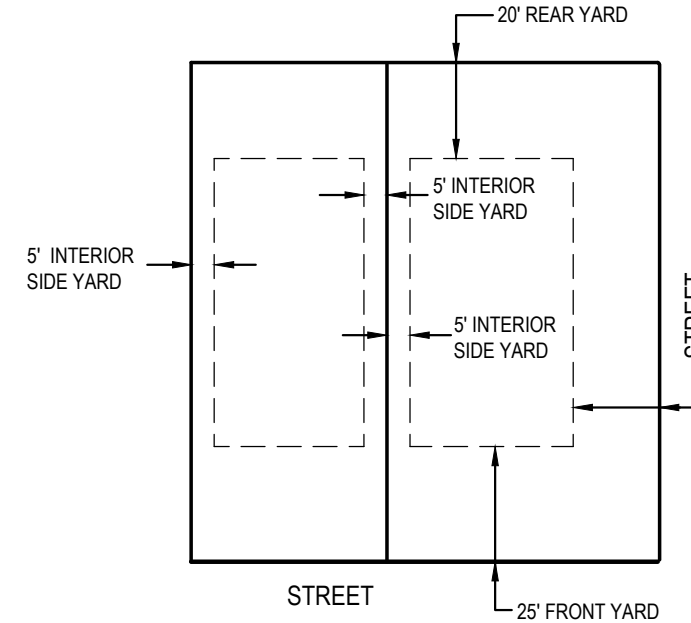 20' REAR YARD
5' INTERIOR
SIDE YARD
5' INTERIOR
SIDE YARD
5' INTERIOR
SIDE YARD
STREET
STREET
25' FRONT YARD